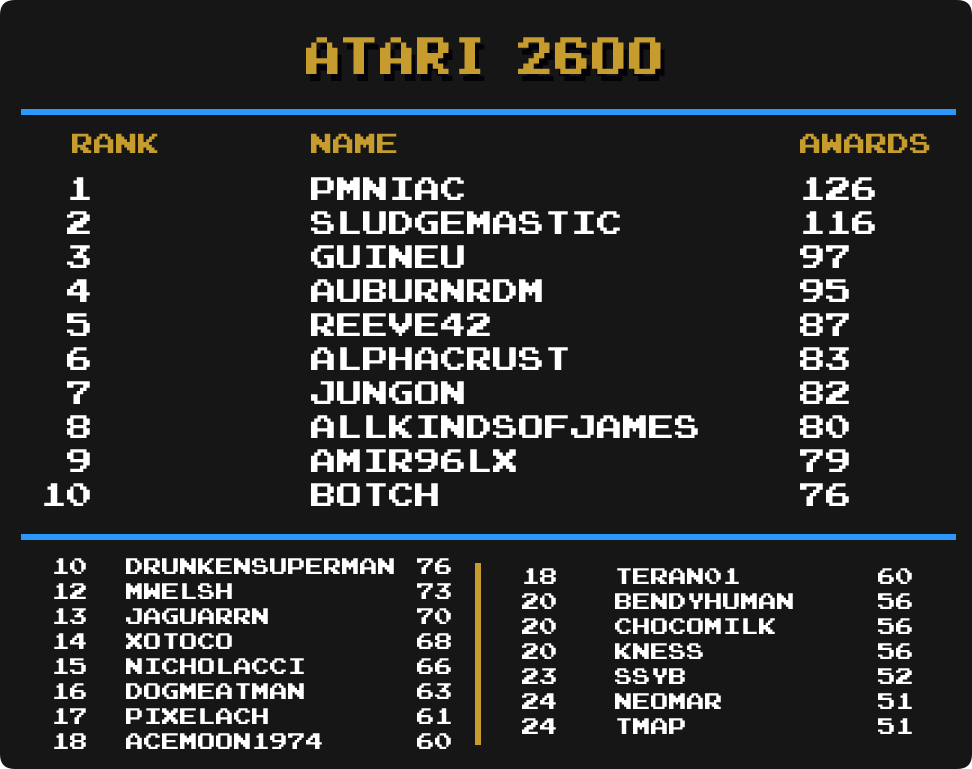 ATARI 2600
RANK NAME AWARDS
1 PMNIAC 126
2 SLUDGEMASTIC 116
3 GUINEU 97
4 AUBURNRDM 95
5 REEVE42 87
6 ALPHACRUST 83
7 JUNGON 82
8 ALLKINDSOFJAMES 80
9 AMIR96LX 79
10 BOTCH 76
10 DRUNKENSUPERMAN 76
12 MWELSH 73
13 JAGUARRN 70
14 XOTOCO 68
15 NICHOLACCI 66
16 DOGMEATMAN 63
17 PIXELACH 61
18 ACEMOON1974 60
18 TERAN01 60
20 BENDYHUMAN 56
20 CHOCOMILK 56
20 KNESS 56
23 SSYB 52
24 NEOMAR 51
24 TMAP 51